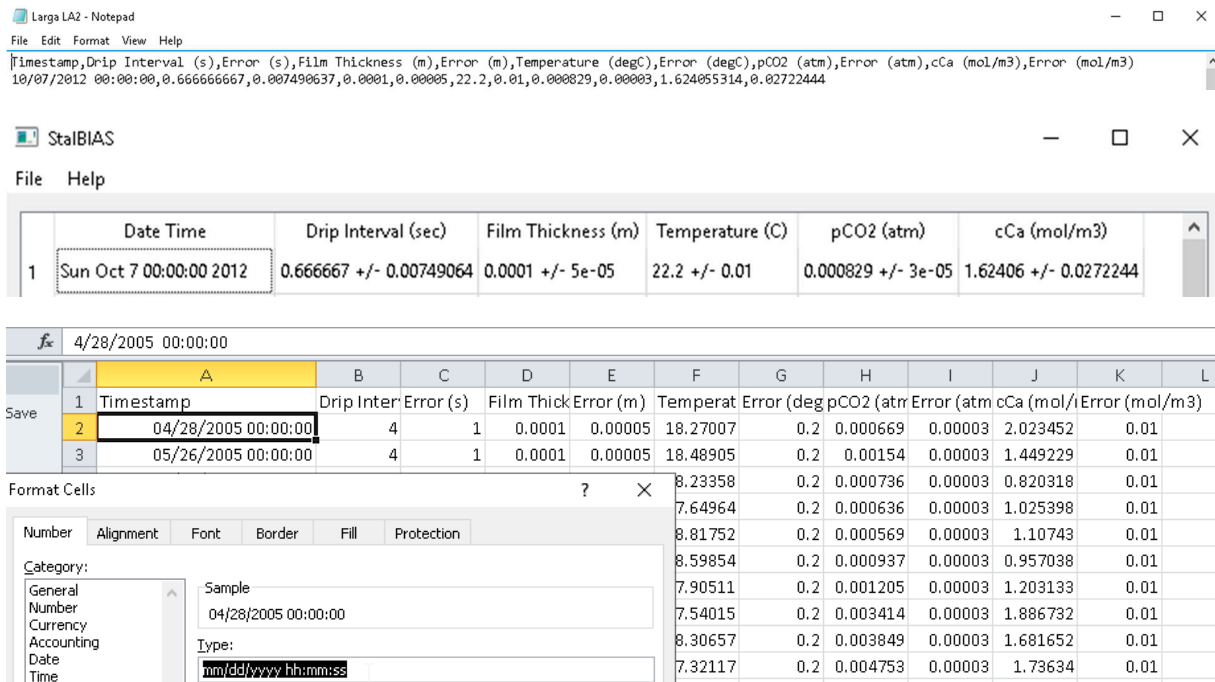 Larga LA2 - Notepad
File Edit Format View Help
Timestamp,Drip Interval (s),Error (s),Film Thickness (m),Error (m),Temperature (degC),Error (degC),pCO2 (atm),Error (atm),cCa (mol/m3),Error (mol/m3)
10/07/2012 00:00:00,0.666666667,0.007490637,0.0001,0.00005,22.2,0.01,0.000829,0.00003,1.624055314,0.02722444
StalBIAS
File Help
Date Time Drip Interval (sec) Film Thickness (m) Temperature (C) pCO2 (atm) cCa (mol/m3)
1 Sun Oct 7 00:00:00 2012 0.666667 +/- 0.00749064 0.0001 +/- 5e-05 22.2 +/- 0.01 0.000829 +/- 3e-05 1.62406 +/- 0.0272244
fx 4/28/2005 00:00:00
A B C D E F G H I J K L
Save
1 Timestamp Drip Inter Error (s) Film Thick Error (m) Temperat Error (deg pCO2 (atm Error (atm cCa (mol/ Error (mol/m3)
2 04/28/2005 00:00:00 4 1 0.0001 0.00005 18.27007 0.2 0.000669 0.00003 2.023452 0.01
3 05/26/2005 00:00:00 4 1 0.0001 0.00005 18.48905 0.2 0.00154 0.00003 1.449229 0.01
8.23358 0.2 0.000736 0.00003 0.820318 0.01
7.64964 0.2 0.000636 0.00003 1.025398 0.01
8.81752 0.2 0.000569 0.00003 1.10743 0.01
8.59854 0.2 0.000937 0.00003 0.957038 0.01
7.90511 0.2 0.001205 0.00003 1.203133 0.01
7.54015 0.2 0.003414 0.00003 1.886732 0.01
8.30657 0.2 0.003849 0.00003 1.681652 0.01
7.32117 0.2 0.004753 0.00003 1.73634 0.01
Format Cells ?
Number Alignment Font Border Fill Protection
Category:
General
Number
Currency
Accounting
Date
Time
Sample
04/28/2005 00:00:00
Type:
mm/dd/yyyy hh:mm:ss